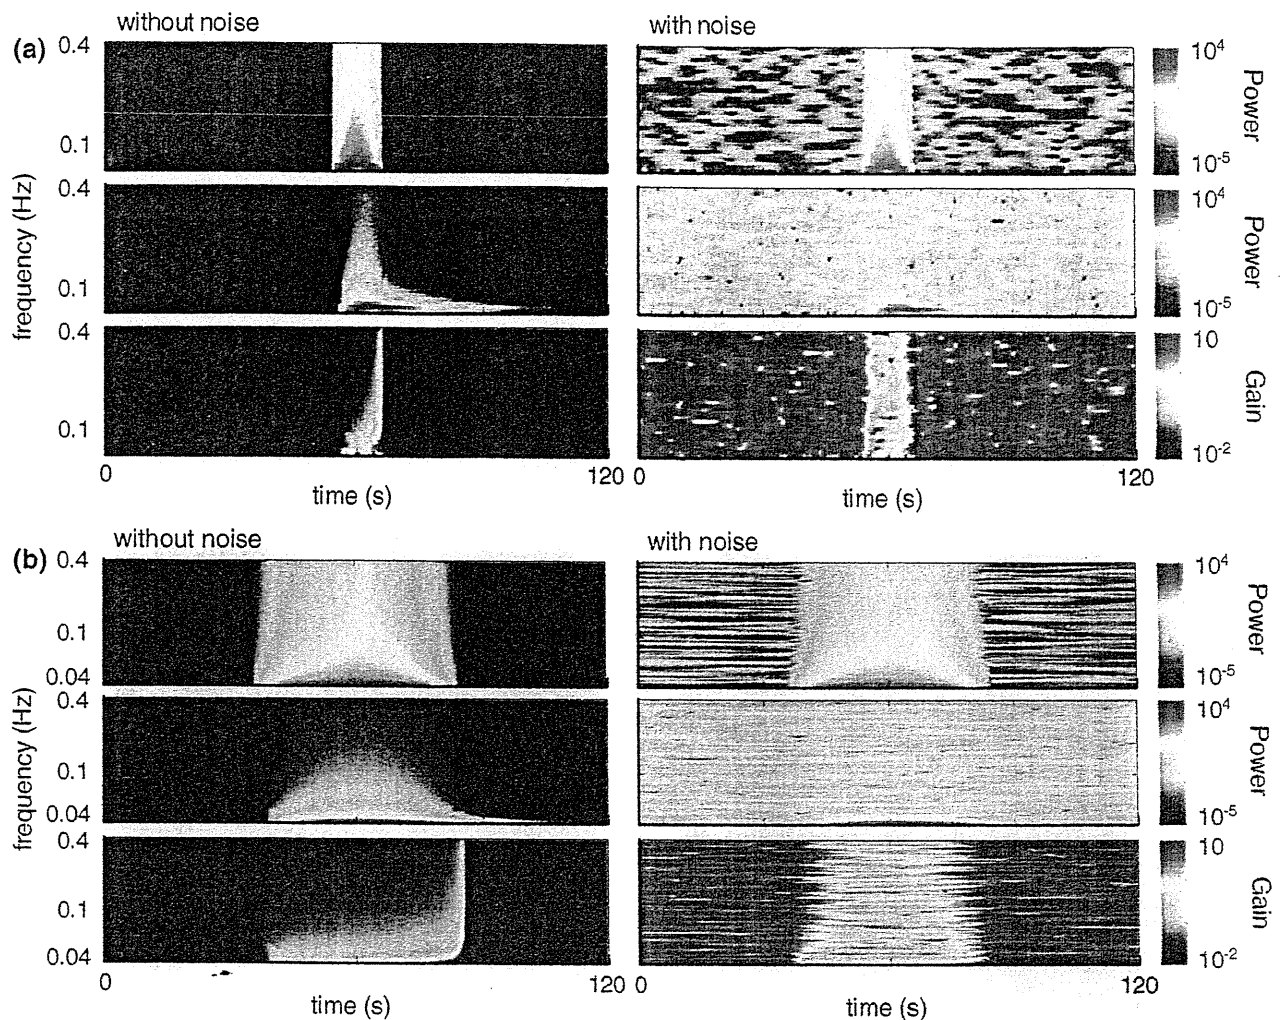 without noise
with noise
(a)
0.4
0.1
10^4
10^-5
Power
0.4
0.1
10^4
10^-5
Power
0.4
0.1
10
10^-2
Gain
frequency (Hz)
0
120
0
120
time (s)
time (s)
without noise
with noise
(b)
0.4
0.1
0.04
10^4
10^-5
Power
0.4
0.1
0.04
10^4
10^-5
Power
0.4
0.1
0.04
10
10^-2
Gain
frequency (Hz)
0
120
0
120
time (s)
time (s)